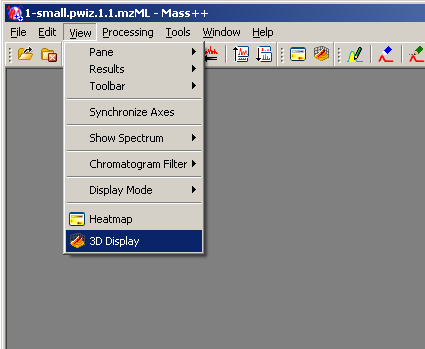 1-small.pwiz.1.1.mzML - Mass++
File Edit View Processing Tools Window Help
Pane
Results
Toolbar
Synchronize Axes
Show Spectrum
Chromatogram Filter
Display Mode
Heatmap
3D Display